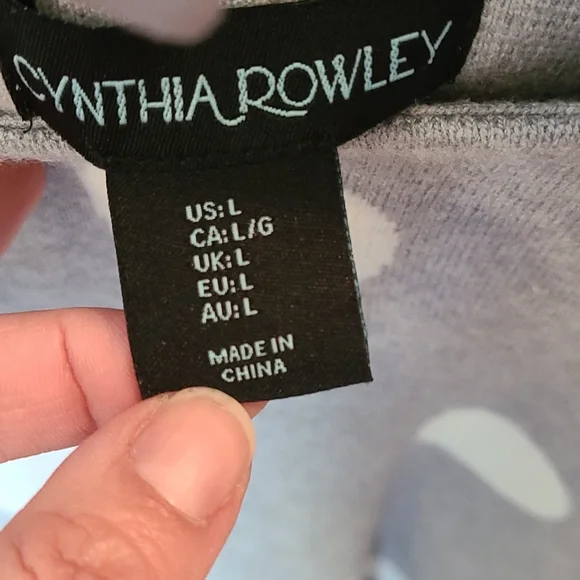 CYNTHIA ROWLEY
US: L
CA: L/G
UK: L
EU: L
AU: L
MADE IN
CHINA